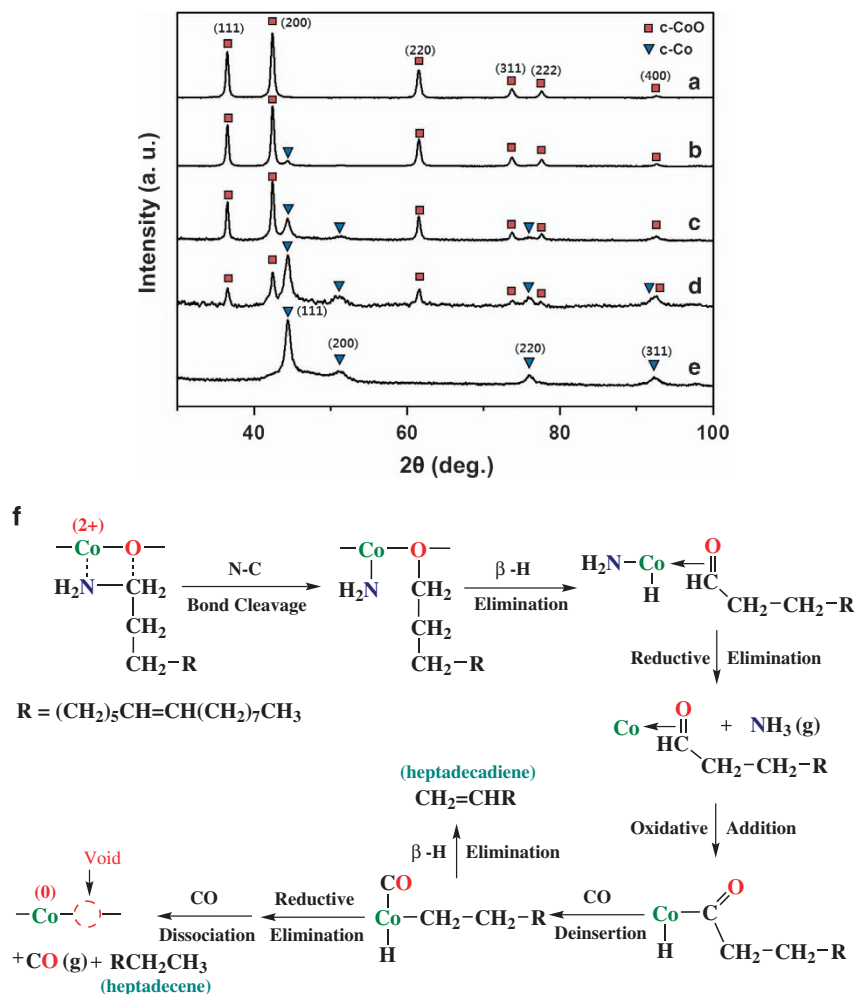 (111)
(200)
(220)
(311)
(222)
(400)
c-CoO
c-Co
a
b
c
d
(111)
(200)
(220)
(311)
e
Intensity (a. u.)
40
60
80
100
2θ (deg.)
f
(2+)
—Co—O—
H₂N—CH₂
CH₂
CH₂—R
N-C
Bond Cleavage
—Co—O—
H₂N
CH₂
CH₂
CH₂—R
β -H
Elimination
H₂N—Co
H
O
HC
CH₂—CH₂—R
Reductive Elimination
R = (CH₂)₅CH=CH(CH₂)₇CH₃
Co
O
HC
CH₂—CH₂—R
+ NH₃ (g)
Oxidative Addition
(heptadecadiene)
CH₂=CHR
β -H Elimination
Void
(0)
—Co—
+CO (g) + RCH₂CH₃
(heptadecene)
CO
Dissociation
Reductive
Elimination
CO
Co—CH₂—CH₂—R
H
CO
Deinsertion
O
Co—C
H
CH₂—CH₂—R